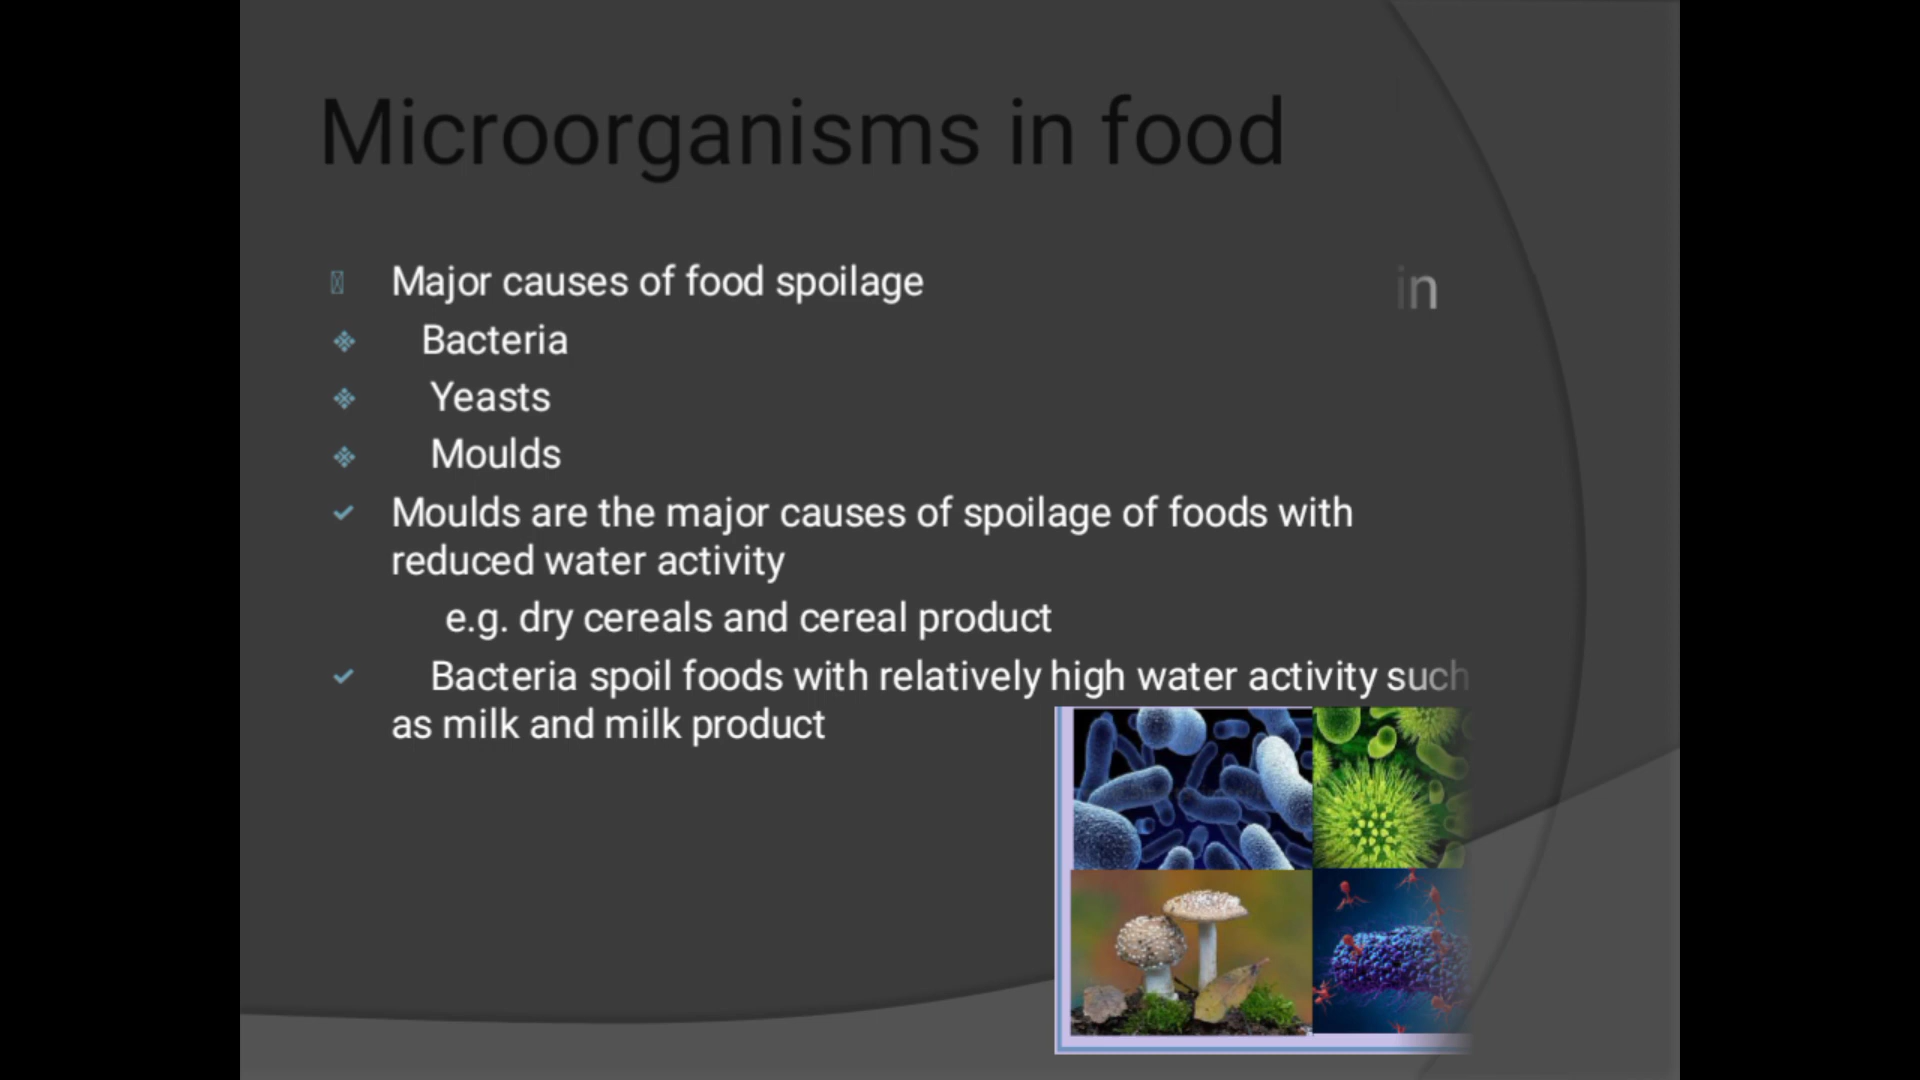 Microorganisms in food
Major causes of food spoilage
in
Bacteria
Yeasts
Moulds
Moulds are the major causes of spoilage of foods with
reduced water activity
e.g. dry cereals and cereal product
Bacteria spoil foods with relatively high water activity such
as milk and milk product